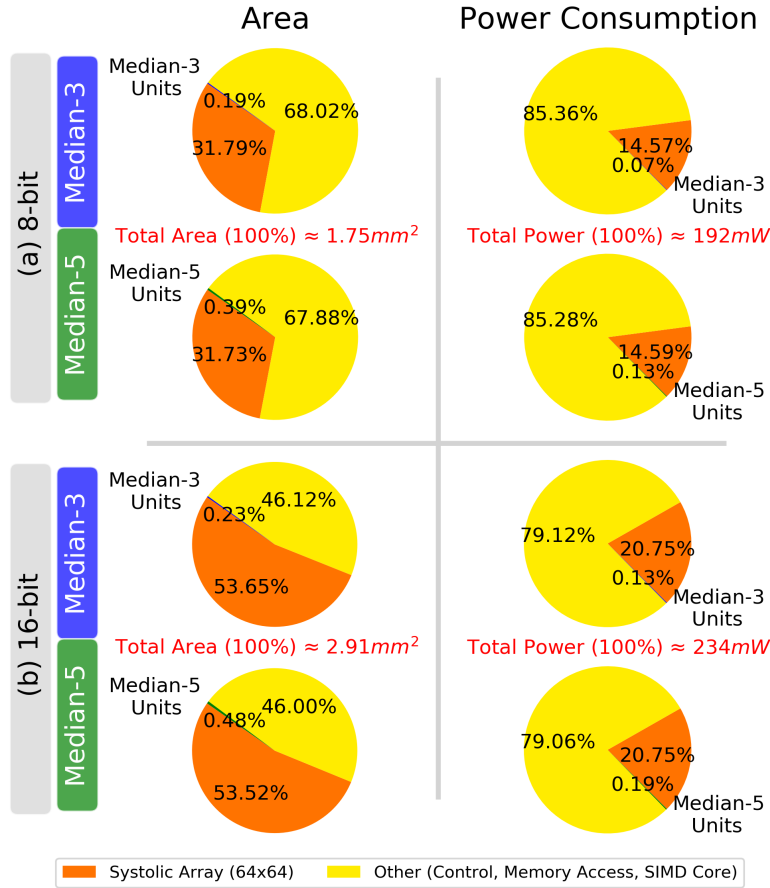 Area
Power Consumption
(a) 8-bit
Median-3
Median-3
Units
0.19%
68.02%
31.79%
85.36%
14.57%
0.07%
Median-3
Units
Total Area (100%) ≈ 1.75mm²
Total Power (100%) ≈ 192mW
Median-5
Median-5
Units
0.39%
67.88%
31.73%
85.28%
14.59%
0.13%
Median-5
Units
(b) 16-bit
Median-3
Median-3
Units
0.23%
46.12%
53.65%
79.12%
20.75%
0.13%
Median-3
Units
Total Area (100%) ≈ 2.91mm²
Total Power (100%) ≈ 234mW
Median-5
Median-5
Units
0.48%
46.00%
53.52%
79.06%
20.75%
0.19%
Median-5
Units
Systolic Array (64x64)
Other (Control, Memory Access, SIMD Core)